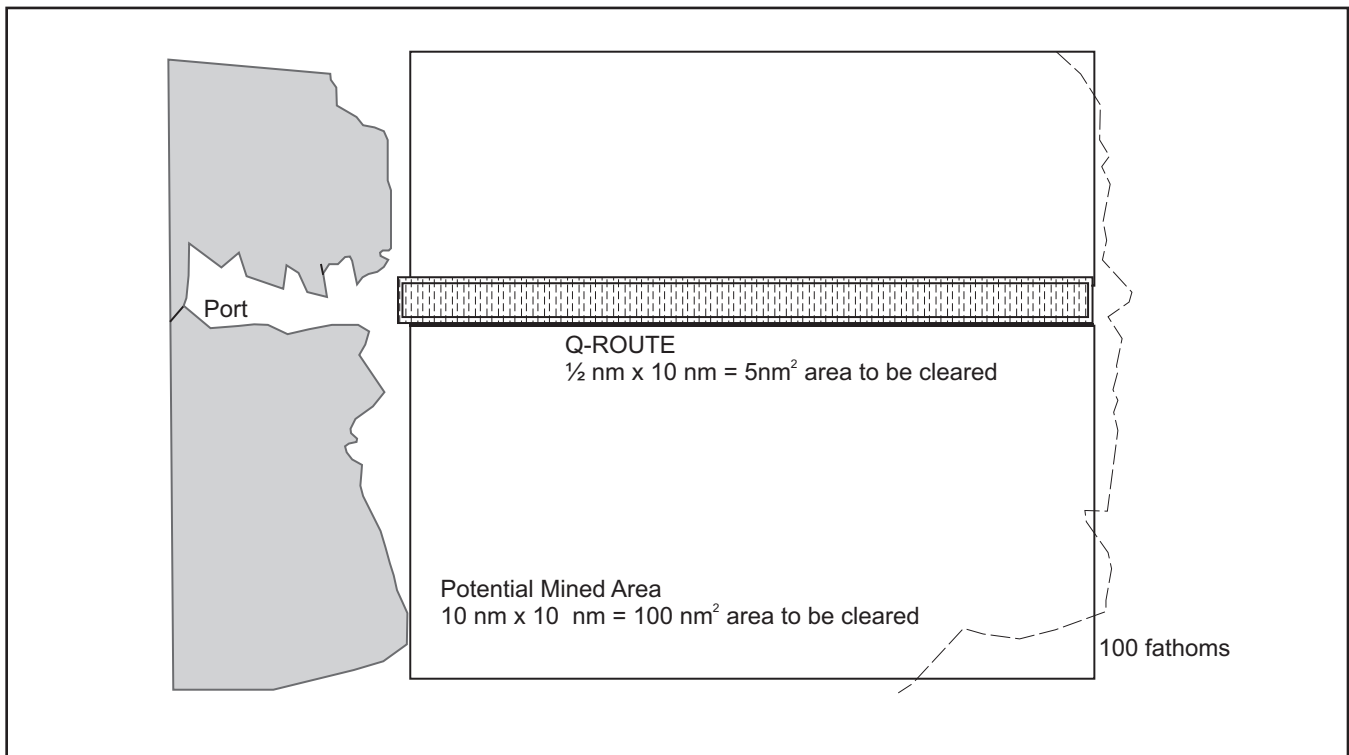 Port
Q-ROUTE
½ nm x 10 nm = 5nm² area to be cleared
Potential Mined Area
10 nm x 10 nm = 100 nm² area to be cleared
100 fathoms